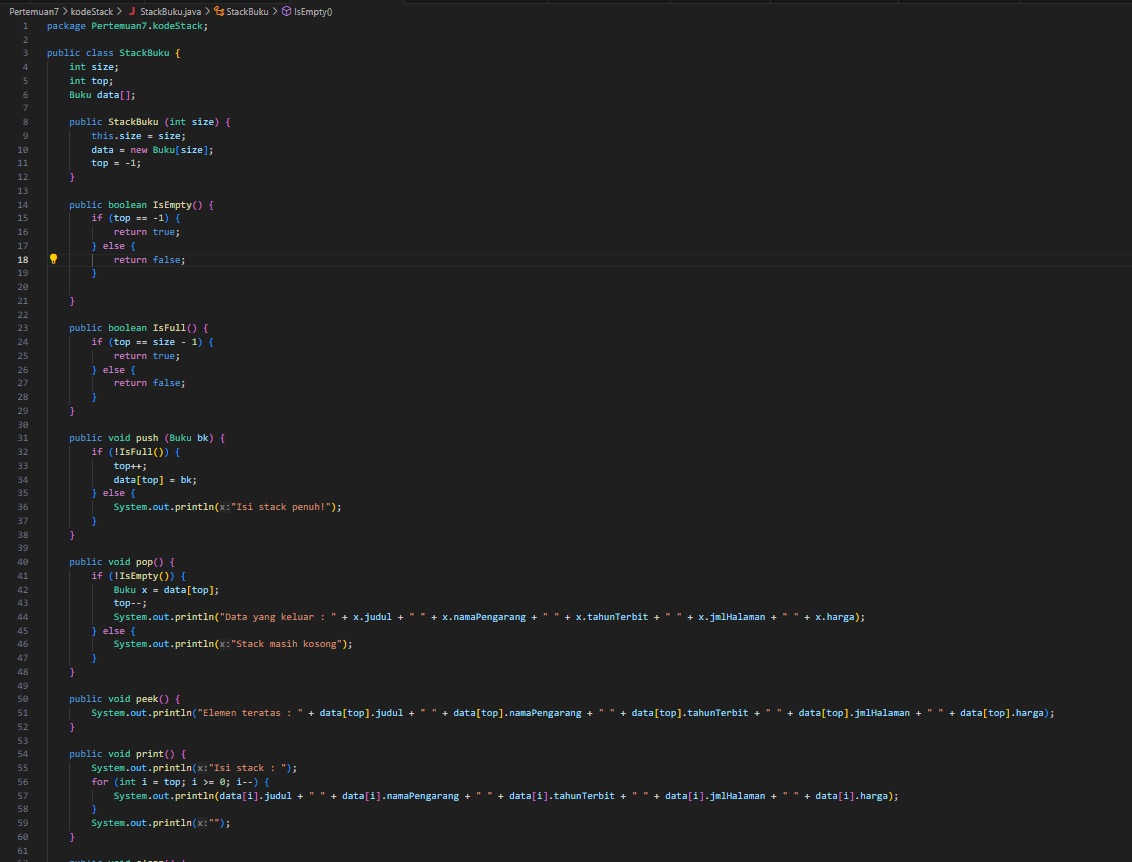 Pertemuan7 > kodeStack > J StackBuku.java > StackBuku > IsEmpty()
1 package Pertemuan7.kodeStack;
2
3 public class StackBuku {
4 int size;
5 int top;
6 Buku data[];
7
8 public StackBuku (int size) {
9 this.size = size;
10 data = new Buku[size];
11 top = -1;
12 }
13
14 public boolean IsEmpty() {
15 if (top == -1) {
16 return true;
17 } else {
18 return false;
19 }
20
21 }
22
23 public boolean IsFull() {
24 if (top == size - 1) {
25 return true;
26 } else {
27 return false;
28 }
29 }
30
31 public void push (Buku bk) {
32 if (!IsFull()) {
33 top++;
34 data[top] = bk;
35 } else {
36 System.out.println(x:"Isi stack penuh!");
37 }
38 }
39
40 public void pop() {
41 if (!IsEmpty()) {
42 Buku x = data[top];
43 top--;
44 System.out.println("Data yang keluar : " + x.judul + " " + x.namaPengarang + " " + x.tahunTerbit + " " + x.jmlHalaman + " " + x.harga);
45 } else {
46 System.out.println(x:"Stack masih kosong");
47 }
48 }
49
50 public void peek() {
51 System.out.println("Elemen teratas : " + data[top].judul + " " + data[top].namaPengarang + " " + data[top].tahunTerbit + " " + data[top].jmlHalaman + " " + data[top].harga);
52 }
53
54 public void print() {
55 System.out.println(x:"Isi stack : ");
56 for (int i = top; i >= 0; i--) {
57 System.out.println(data[i].judul + " " + data[i].namaPengarang + " " + data[i].tahunTerbit + " " + data[i].jmlHalaman + " " + data[i].harga);
58 }
59 System.out.println(x:"");
60 }
61